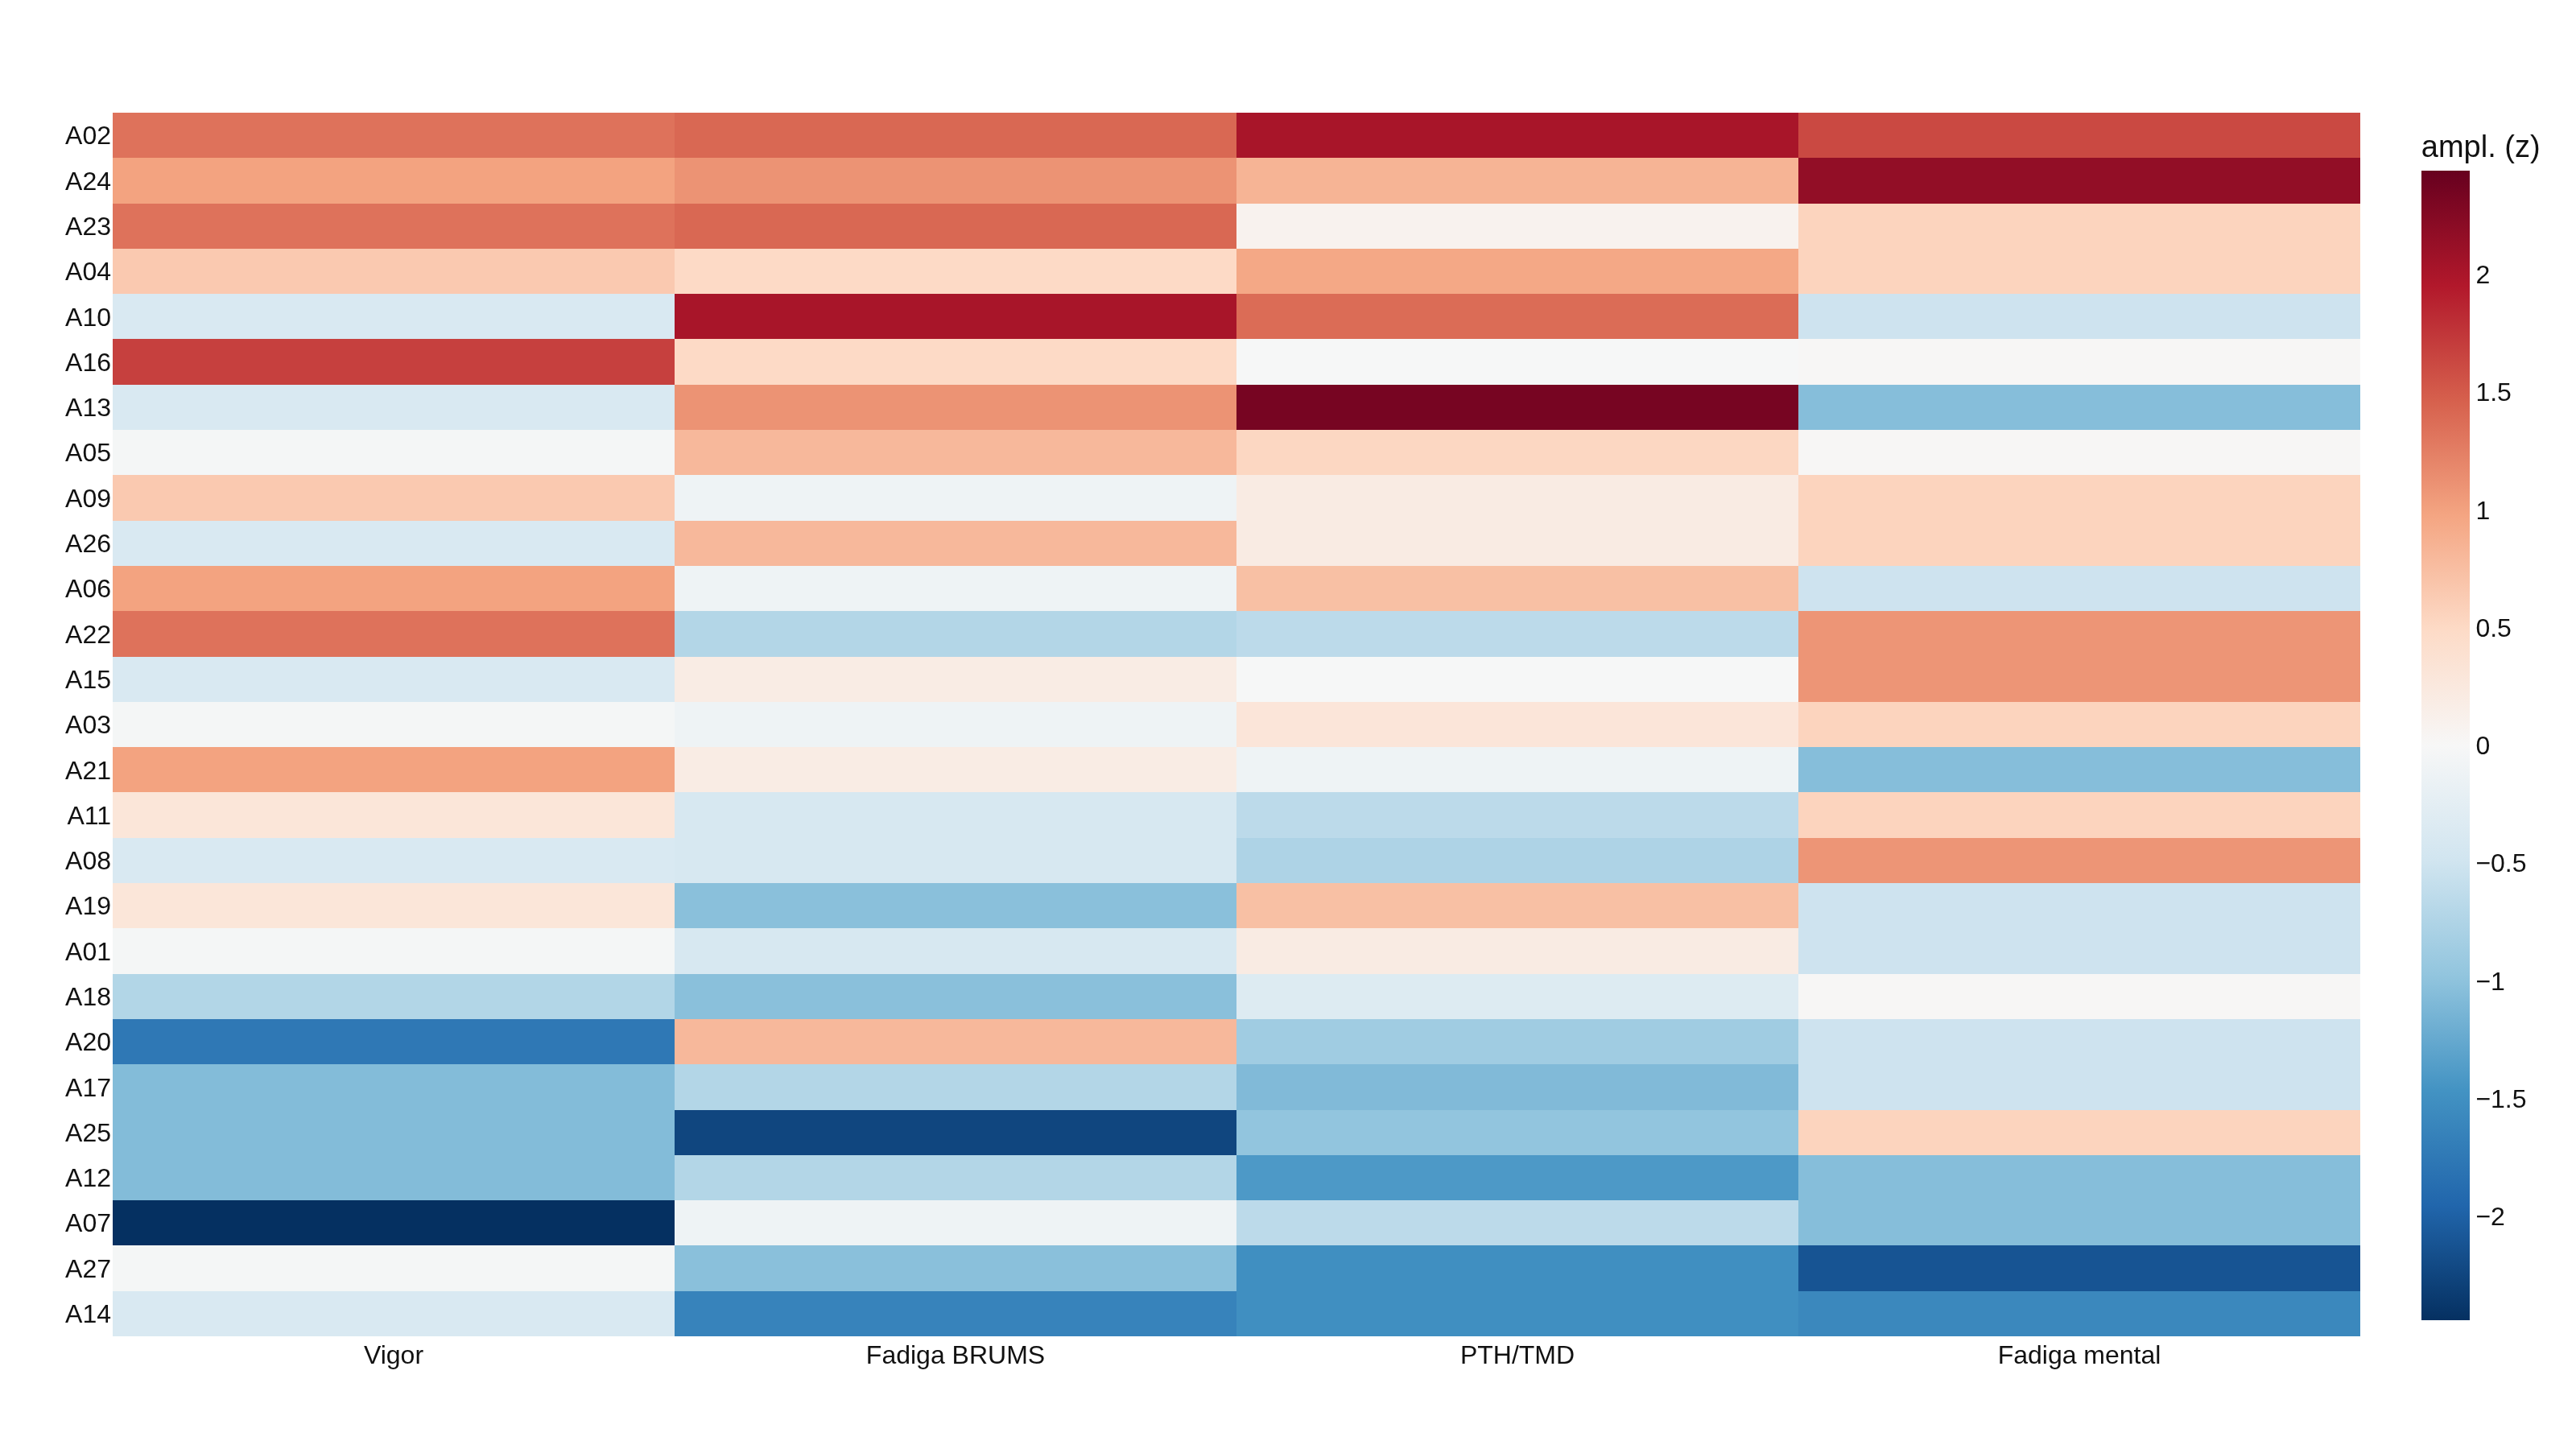 ampl. (z)
A02
A24
A23
A04
A10
A16
A13
A05
A09
A26
A06
A22
A15
A03
A21
A11
A08
A19
A01
A18
A20
A17
A25
A12
A07
A27
A14
2
1.5
1
0.5
0
−0.5
−1
−1.5
−2
Vigor
Fadiga BRUMS
PTH/TMD
Fadiga mental